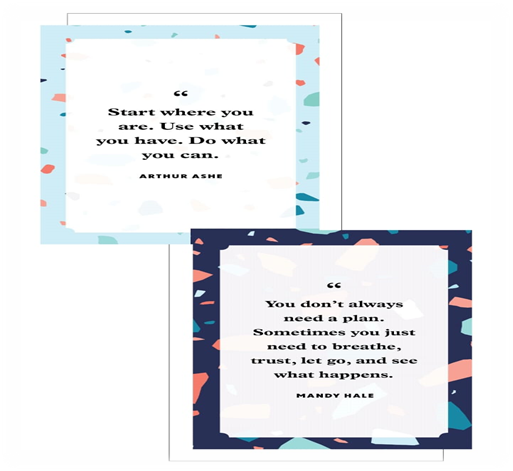 “
Start where you
are. Use what
you have. Do what
you can.
ARTHUR ASHE
“
You don’t always
need a plan.
Sometimes you just
need to breathe,
trust, let go, and see
what happens.
MANDY HALE